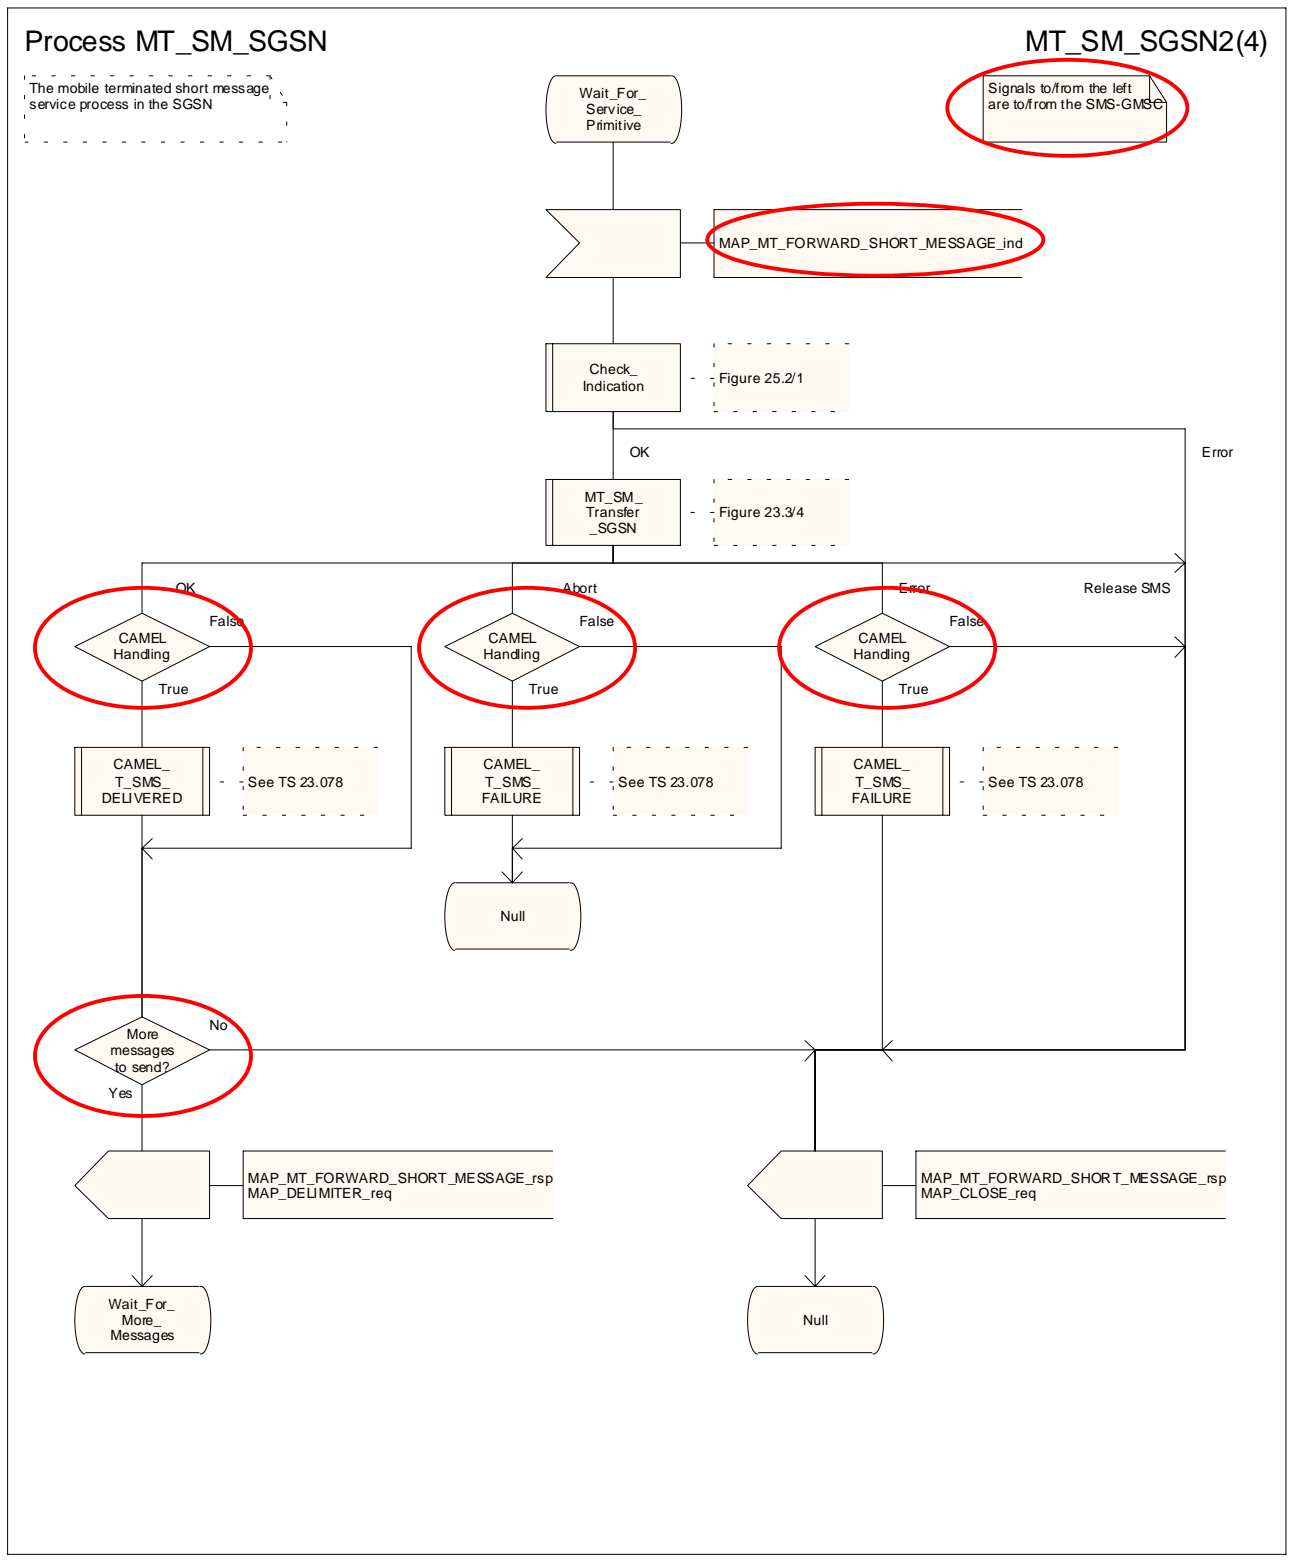 Process MT_SM_SGSN
MT_SM_SGSN2(4)
The mobile terminated short message
service process in the SGSN
Wait_For_
Service_
Primitive
Signals to/from the left
are to/from the SMS-GMSC
MAP_MT_FORWARD_SHORT_MESSAGE_ind
Check_
Indication
Figure 25.2/1
OK
Error
MT_SM_
Transfer
_SGSN
Figure 23.3/4
OK
Abort
Error
Release SMS
CAMEL
Handling
False
True
CAMEL
Handling
False
True
CAMEL
Handling
False
True
CAMEL_
T_SMS_
DELIVERED
See TS 23.078
CAMEL_
T_SMS_
FAILURE
See TS 23.078
CAMEL_
T_SMS_
FAILURE
See TS 23.078
Null
More
messages
to send?
No
Yes
MAP_MT_FORWARD_SHORT_MESSAGE_rsp
MAP_DELIMITER_req
MAP_MT_FORWARD_SHORT_MESSAGE_rsp
MAP_CLOSE_req
Wait_For_
More_
Messages
Null